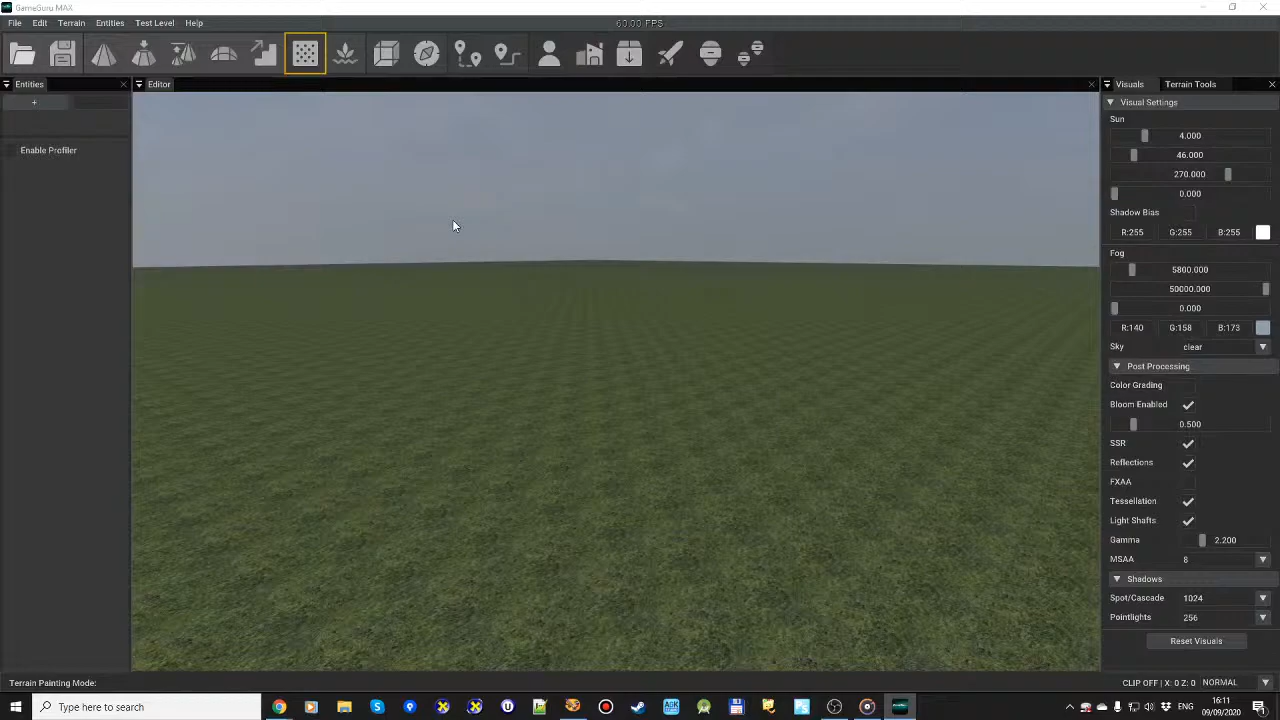 GameGuru MAX
File Edit Terrain Entities Test Level Help
60.00 FPS
Entities
Editor
Visuals
Terrain Tools
+
Enable Profiler
Visual Settings
Sun
4.000
46.000
270.000
0.000
Shadow Bias
R:255 G:255 B:255
Fog
5800.000
50000.000
0.000
R:140 G:158 B:173
Sky clear
Post Processing
Color Grading
Bloom Enabled
0.500
SSR
Reflections
FXAA
Tessellation
Light Shafts
Gamma 2.200
MSAA 8
Shadows
Spot/Cascade 1024
Pointlights 256
Reset Visuals
Terrain Painting Mode:
CLIP OFF | X: 0 Z: 0 NORMAL
Type here to search
ENG
16:11
09/09/2020